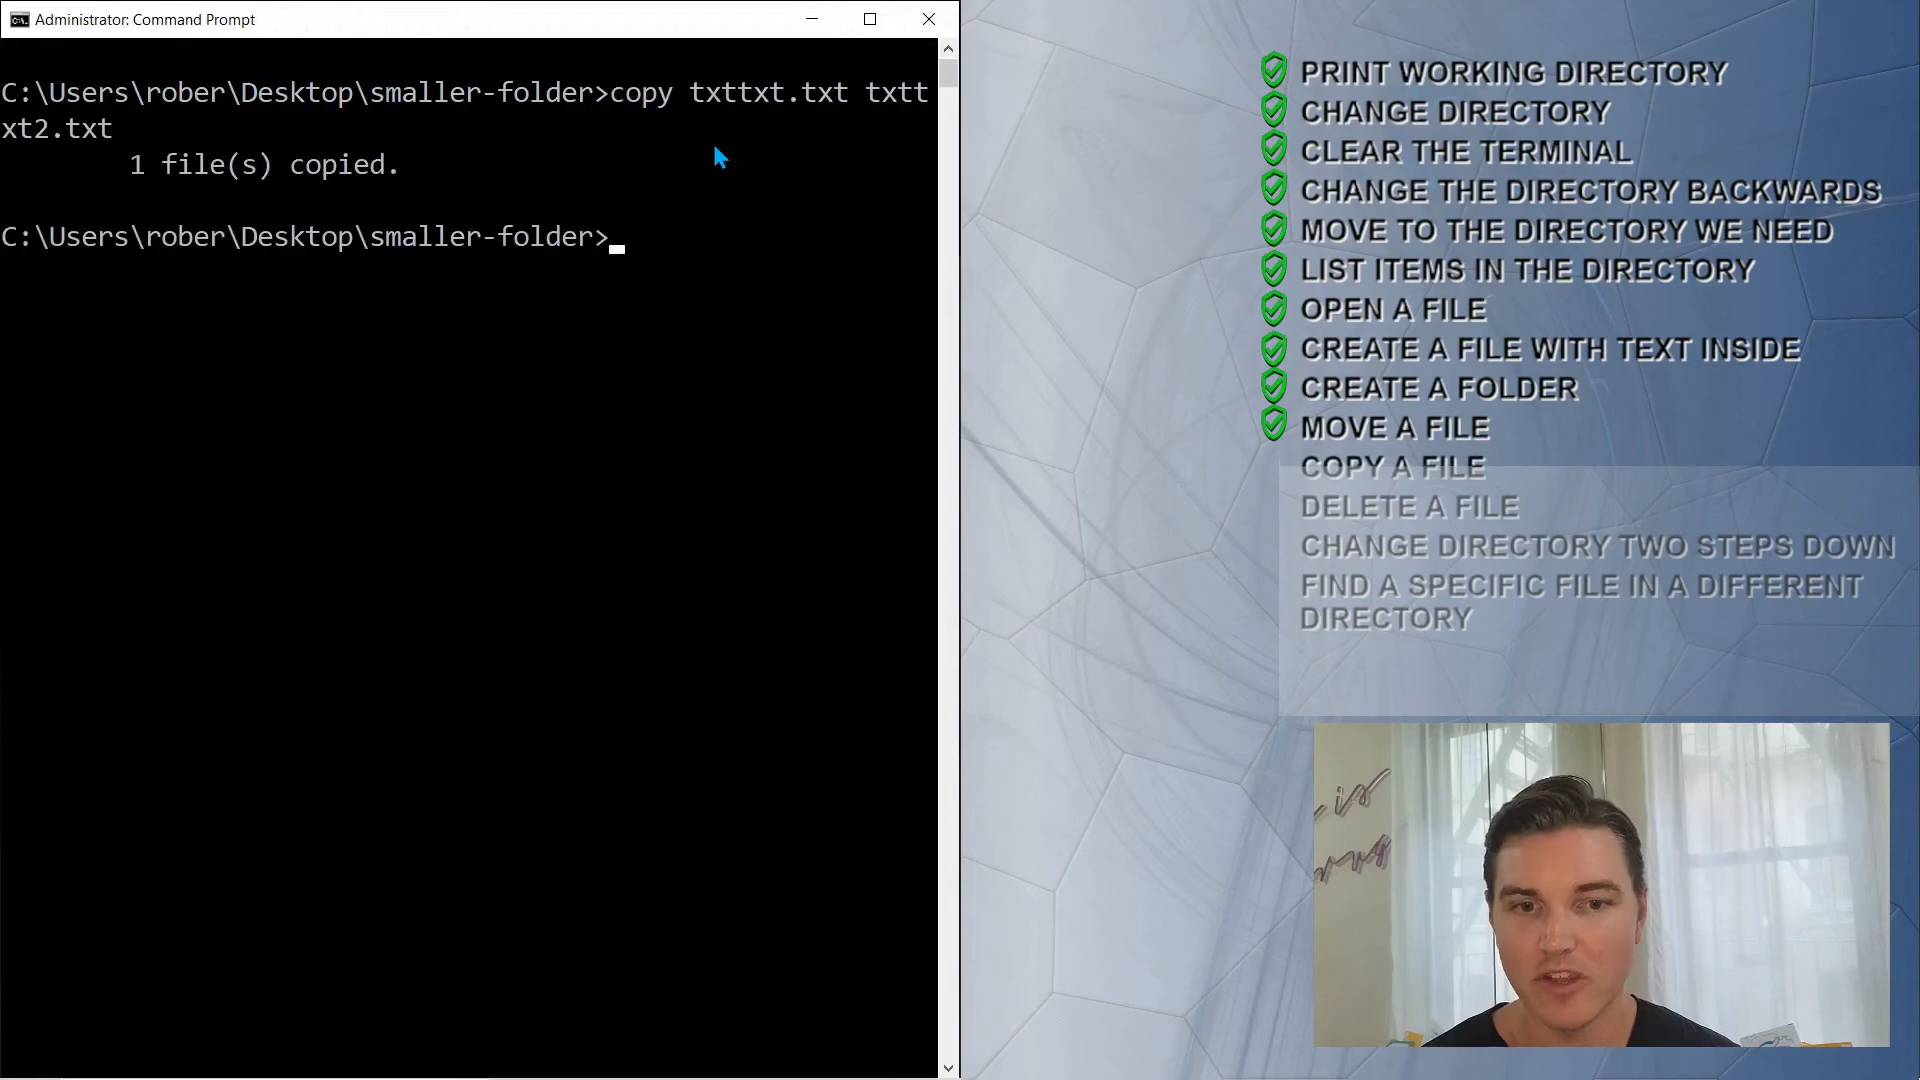 Administrator: Command Prompt
C:\Users\rober\Desktop\smaller-folder>copy txttxt.txt txtt
xt2.txt
1 file(s) copied.
C:\Users\rober\Desktop\smaller-folder>
PRINT WORKING DIRECTORY
CHANGE DIRECTORY
CLEAR THE TERMINAL
CHANGE THE DIRECTORY BACKWARDS
MOVE TO THE DIRECTORY WE NEED
LIST ITEMS IN THE DIRECTORY
OPEN A FILE
CREATE A FILE WITH TEXT INSIDE
CREATE A FOLDER
MOVE A FILE
COPY A FILE
DELETE A FILE
CHANGE DIRECTORY TWO STEPS DOWN
FIND A SPECIFIC FILE IN A DIFFERENT
DIRECTORY